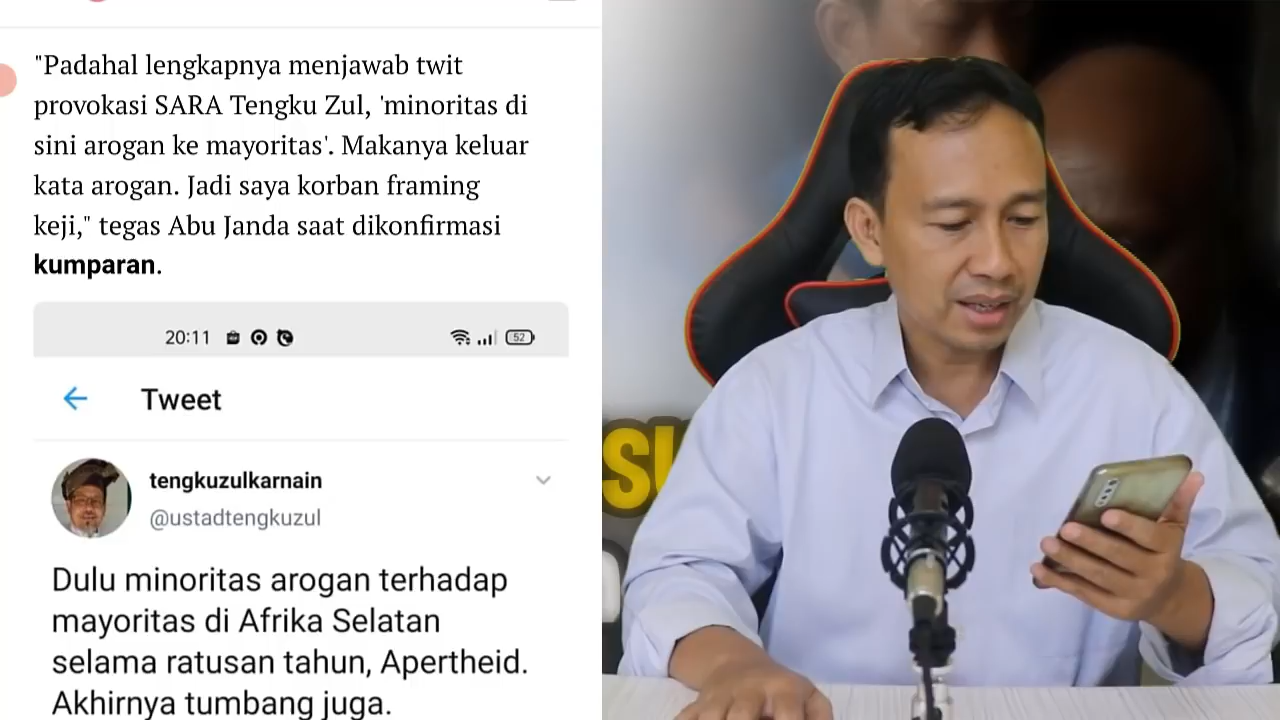 "Padahal lengkapnya menjawab twit
provokasi SARA Tengku Zul, 'minoritas di
sini arogan ke mayoritas'. Makanya keluar
kata arogan. Jadi saya korban framing
keji," tegas Abu Janda saat dikonfirmasi
kumparan.
20:11
52
Tweet
tengkuzulkarnain
@ustadtengkuzul
Dulu minoritas arogan terhadap
mayoritas di Afrika Selatan
selama ratusan tahun, Apertheid.
Akhirnya tumbang juga.